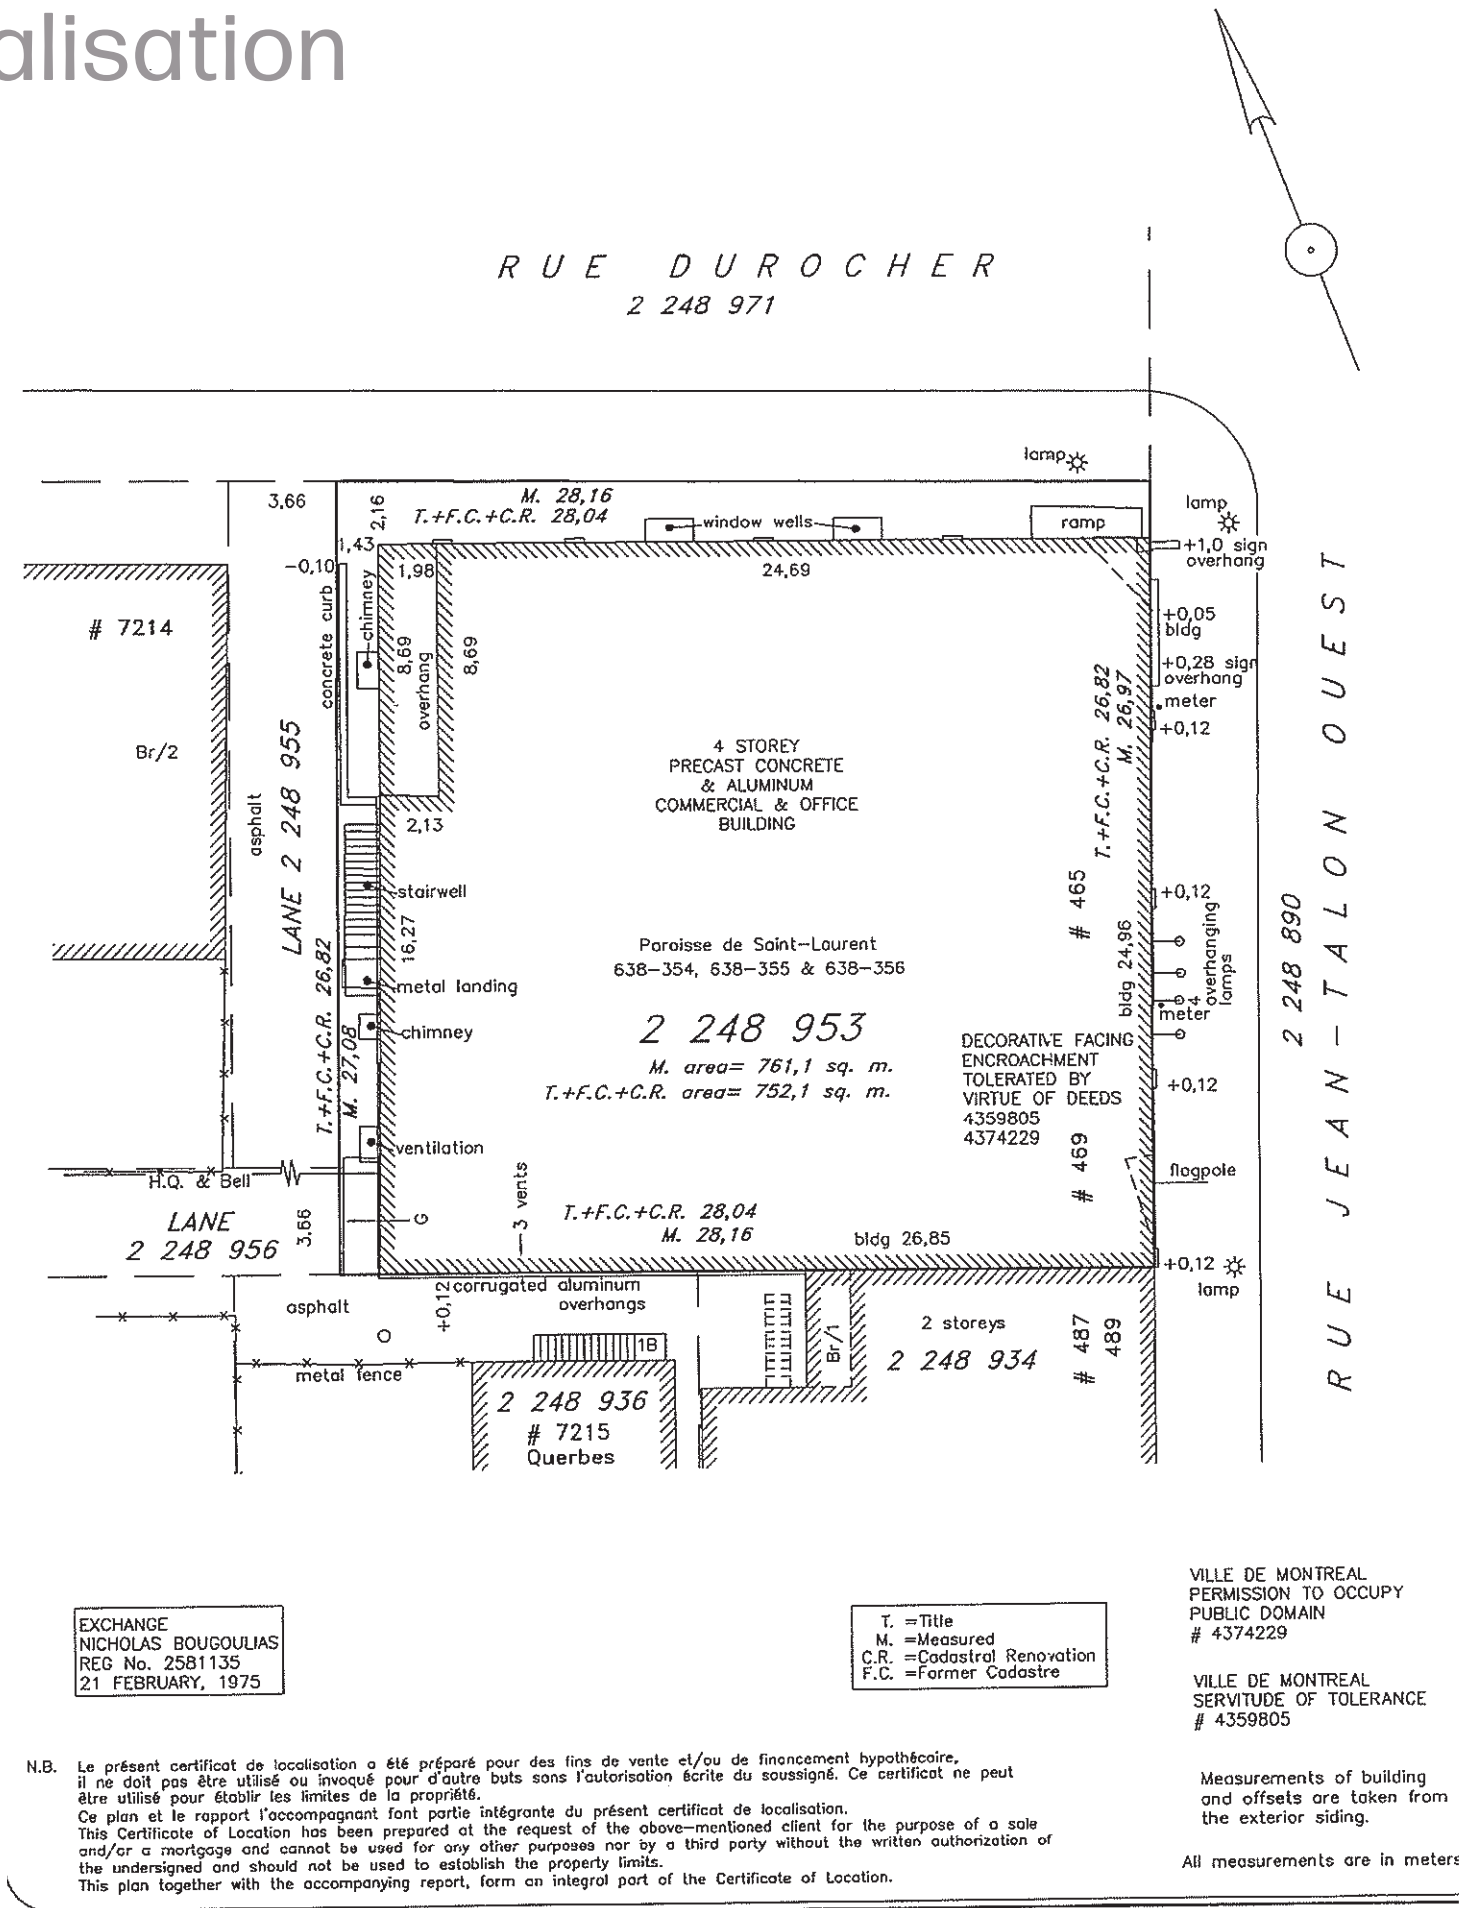 alisation
RUE DUROCHER
2 248 971
lamp
lamp
3,66
2,16
M. 28,16
T.+F.C.+C.R. 28,04
window wells
ramp
1,43
+1,0 sign
overhang
-0,10
1,98
24,69
concrete curb
chimney
8,69
overhang
8,69
# 7214
+0,05
bldg
+0,28 sign
overhang
meter
+0,12
T.+F.C.+C.R. 26,82
M. 26,97
Br/2
asphalt
LANE 2 248 955
4 STOREY
PRECAST CONCRETE
& ALUMINUM
COMMERCIAL & OFFICE
BUILDING
2,13
stairwell
16,27
# 465
+0,12
4
overhanging
lamps
2 248 890
RUE JEAN-TALON OUEST
Paroisse de Saint-Laurent
638-354, 638-355 & 638-356
bldg 24,96
metal landing
meter
T.+F.C.+C.R. 26,82
M. 27,08
chimney
2 248 953
M. area= 761,1 sq. m.
T.+F.C.+C.R. area= 752,1 sq. m.
DECORATIVE FACING
ENCROACHMENT
TOLERATED BY
VIRTUE OF DEEDS
4359805
4374229
+0,12
ventilation
# 469
flagpole
H.Q. & Bell
LANE
2 248 956
3,66
G
3 vents
T.+F.C.+C.R. 28,04
M. 28,16
bldg 26,85
+0,12
lamp
asphalt
+0,12
2 corrugated aluminum
overhangs
1B
Br/1
2 storeys
2 248 934
# 487
489
metal fence
2 248 936
# 7215
Querbes
EXCHANGE
NICHOLAS BOUGOULIAS
REG No. 2581135
21 FEBRUARY, 1975
T. =Title
M. =Measured
C.R. =Cadastral Renovation
F.C. =Former Cadastre
VILLE DE MONTREAL
PERMISSION TO OCCUPY
PUBLIC DOMAIN
# 4374229
VILLE DE MONTREAL
SERVITUDE OF TOLERANCE
# 4359805
N.B. Le présent certificat de localisation a été préparé pour des fins de vente et/ou de financement hypothécaire,
il ne doit pas être utilisé ou invoqué pour d'autre buts sans l'autorisation écrite du soussigné. Ce certificat ne peut
être utilisé pour établir les limites de la propriété.
Ce plan et le rapport l'accompagnant font partie intégrante du présent certificat de localisation.
This Certificate of Location has been prepared at the request of the above-mentioned client for the purpose of a sale
and/or a mortgage and cannot be used for any other purposes nor by a third party without the written authorization of
the undersigned and should not be used to establish the property limits.
This plan together with the accompanying report, form an integral part of the Certificate of Location.
Measurements of building
and offsets are taken from
the exterior siding.
All measurements are in meters